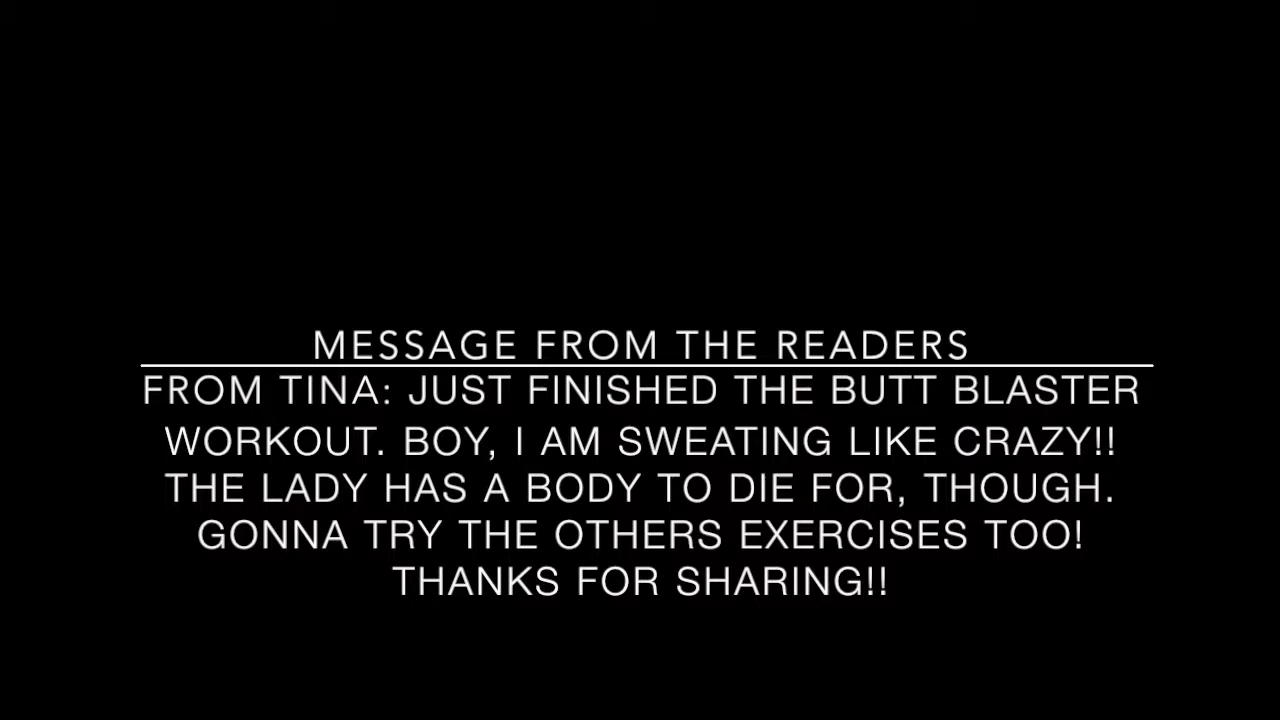 MESSAGE FROM THE READERS
FROM TINA: JUST FINISHED THE BUTT BLASTER
WORKOUT. BOY, I AM SWEATING LIKE CRAZY!!
THE LADY HAS A BODY TO DIE FOR, THOUGH.
GONNA TRY THE OTHERS EXERCISES TOO!
THANKS FOR SHARING!!